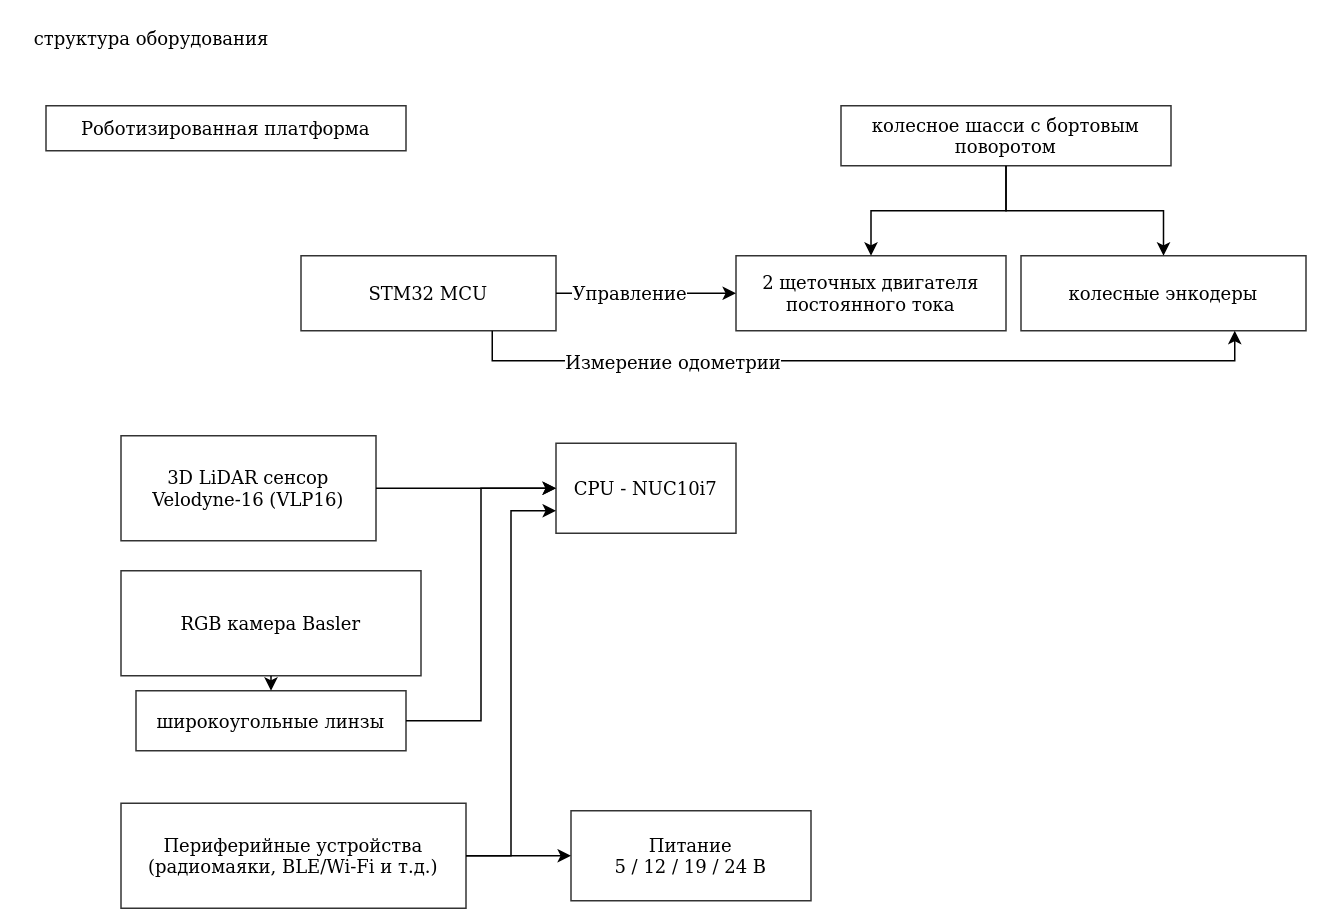 структура оборудования
Роботизированная платформа
колесное шасси с бортовым
поворотом
STM32 MCU
Управление
2 щеточных двигателя
постоянного тока
колесные энкодеры
Измерение одометрии
3D LiDAR сенсор
Velodyne-16 (VLP16)
CPU - NUC10i7
RGB камера Basler
широкоугольные линзы
Периферийные устройства
(радиомаяки, BLE/Wi-Fi и т.д.)
Питание
5 / 12 / 19 / 24 В